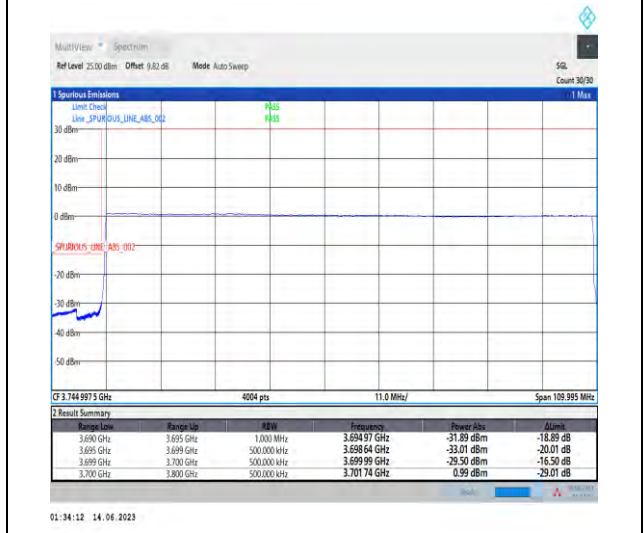 MultiView Spectrum
Ref Level 25.00 dBm Offset 9.82 dB Mode Auto Sweep SGL
Count 30/30
1 Spurious Emissions 1 Max
Limit Check PASS
Line _SPURIOUS_LINE_ABS_002 PASS
30 dBm
20 dBm
10 dBm
0 dBm
_SPURIOUS_LINE_ABS_002
-20 dBm
-30 dBm
-40 dBm
-50 dBm
CF 3.744 997 5 GHz 4004 pts 11.0 MHz/ Span 109.995 MHz
2 Result Summary
Range Low Range Up RBW Frequency Power Abs ΔLimit
3.690 GHz 3.695 GHz 1.000 MHz 3.694 97 GHz -31.89 dBm -18.89 dB
3.695 GHz 3.699 GHz 500.000 kHz 3.698 64 GHz -33.01 dBm -20.01 dB
3.699 GHz 3.700 GHz 500.000 kHz 3.699 99 GHz -29.50 dBm -16.50 dB
3.700 GHz 3.800 GHz 500.000 kHz 3.701 74 GHz 0.99 dBm -29.01 dB
01:34:12 14.06.2023